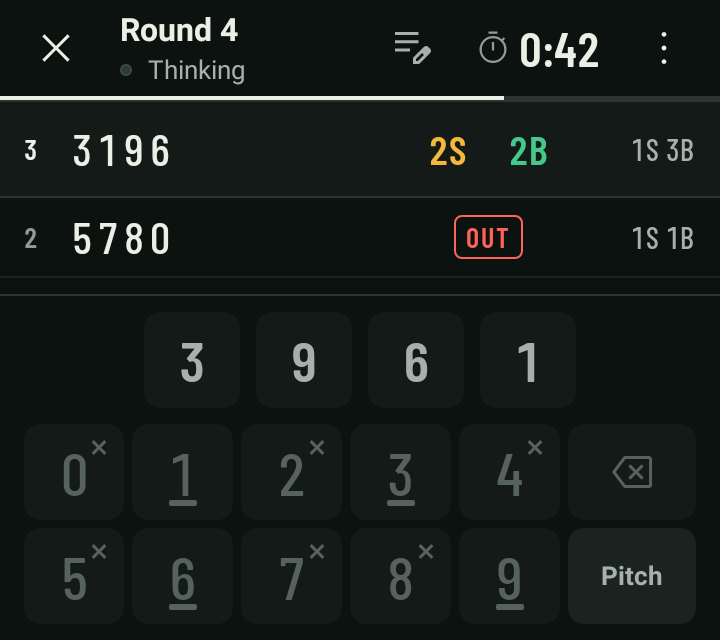 Round 4
Thinking
0:42
3 3196 2S 2B 1S 3B
2 5780 OUT 1S 1B
3 9 6 1
0 1 2 3 4
5 6 7 8 9 Pitch